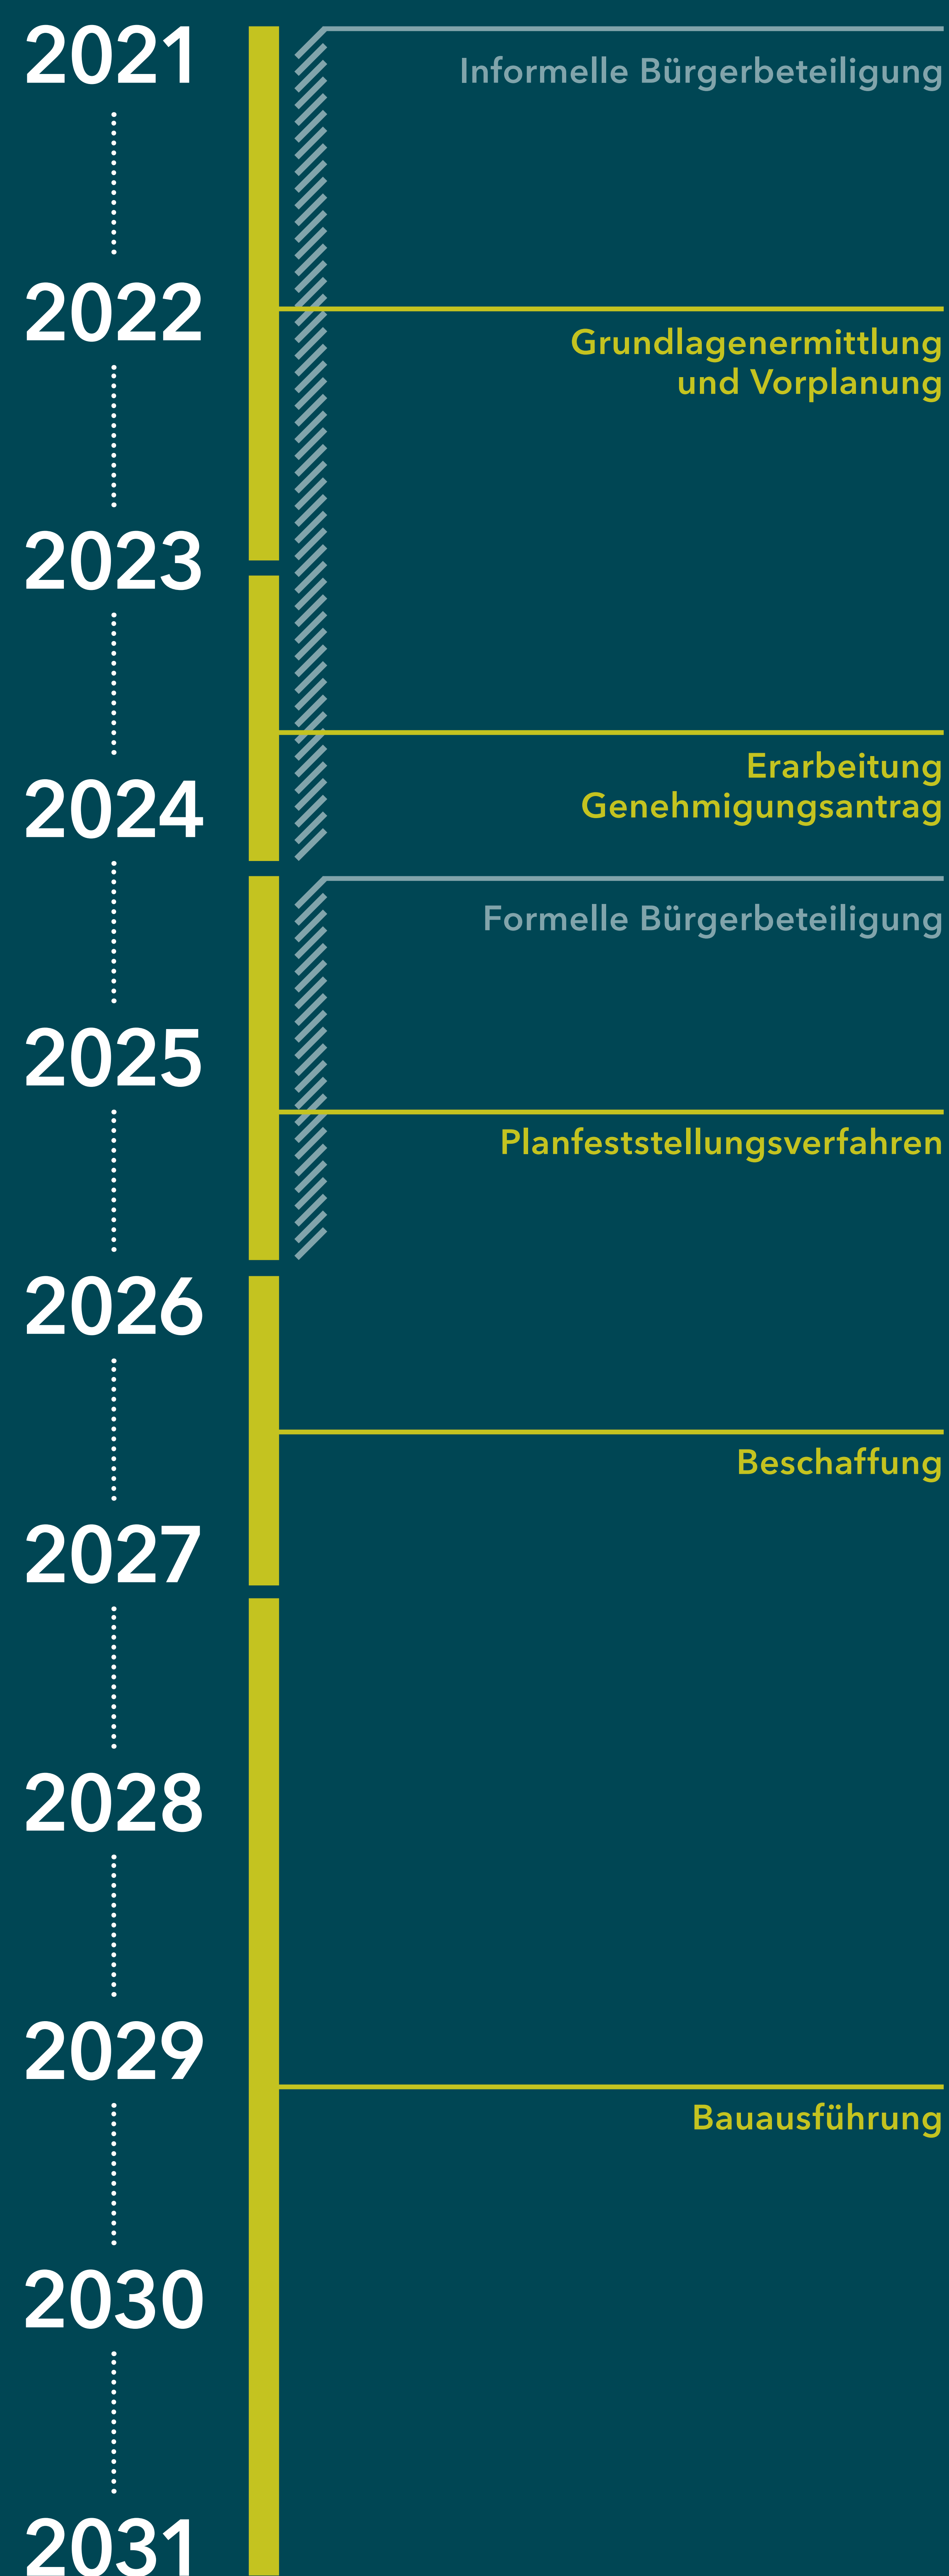 2021
Informelle Bürgerbeteiligung
2022
Grundlagenermittlung
und Vorplanung
2023
Erarbeitung
2024
Genehmigungsantrag
Formelle Bürgerbeteiligung
2025
Planfeststellungsverfahren
2026
Beschaffung
2027
2028
2029
Bauausführung
2030
2031